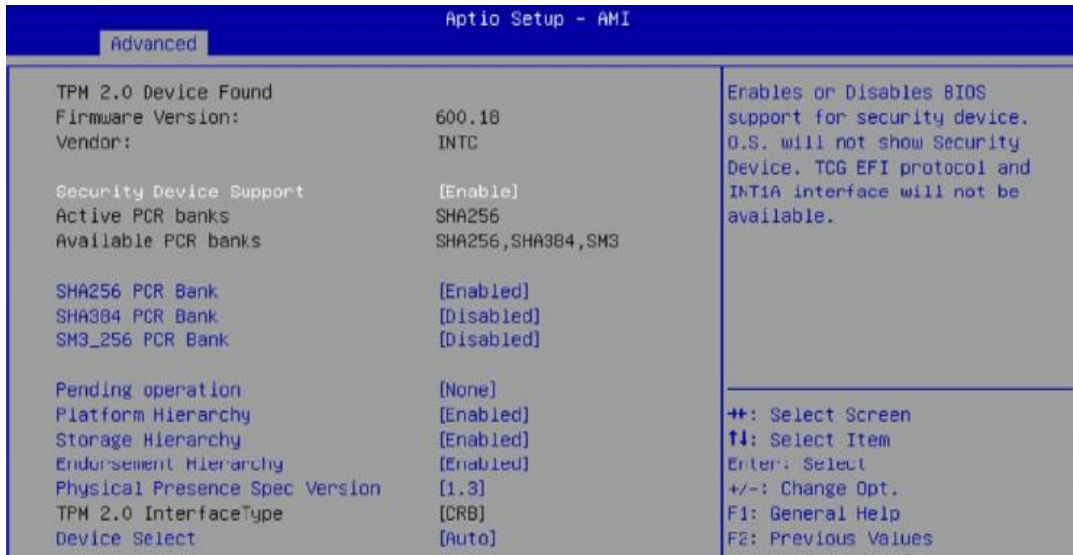 Aptio Setup - AMI
Advanced
TPM 2.0 Device Found
Firmware Version: 600.18
Vendor: INTC
Security Device Support [Enable]
Active PCR banks SHA256
Available PCR banks SHA256,SHA384,SM3
SHA256 PCR Bank [Enabled]
SHA384 PCR Bank [Disabled]
SM3_256 PCR Bank [Disabled]
Pending operation [None]
Platform Hierarchy [Enabled]
Storage Hierarchy [Enabled]
Endorsement Hierarchy [Enabled]
Physical Presence Spec Version [1.3]
TPM 2.0 InterfaceType [CRB]
Device Select [Auto]
Enables or Disables BIOS
support for security device.
O.S. will not show Security
Device. TCG EFI protocol and
INT1A interface will not be
available.
→←: Select Screen
↑↓: Select Item
Enter: Select
+/-: Change Opt.
F1: General Help
F2: Previous Values